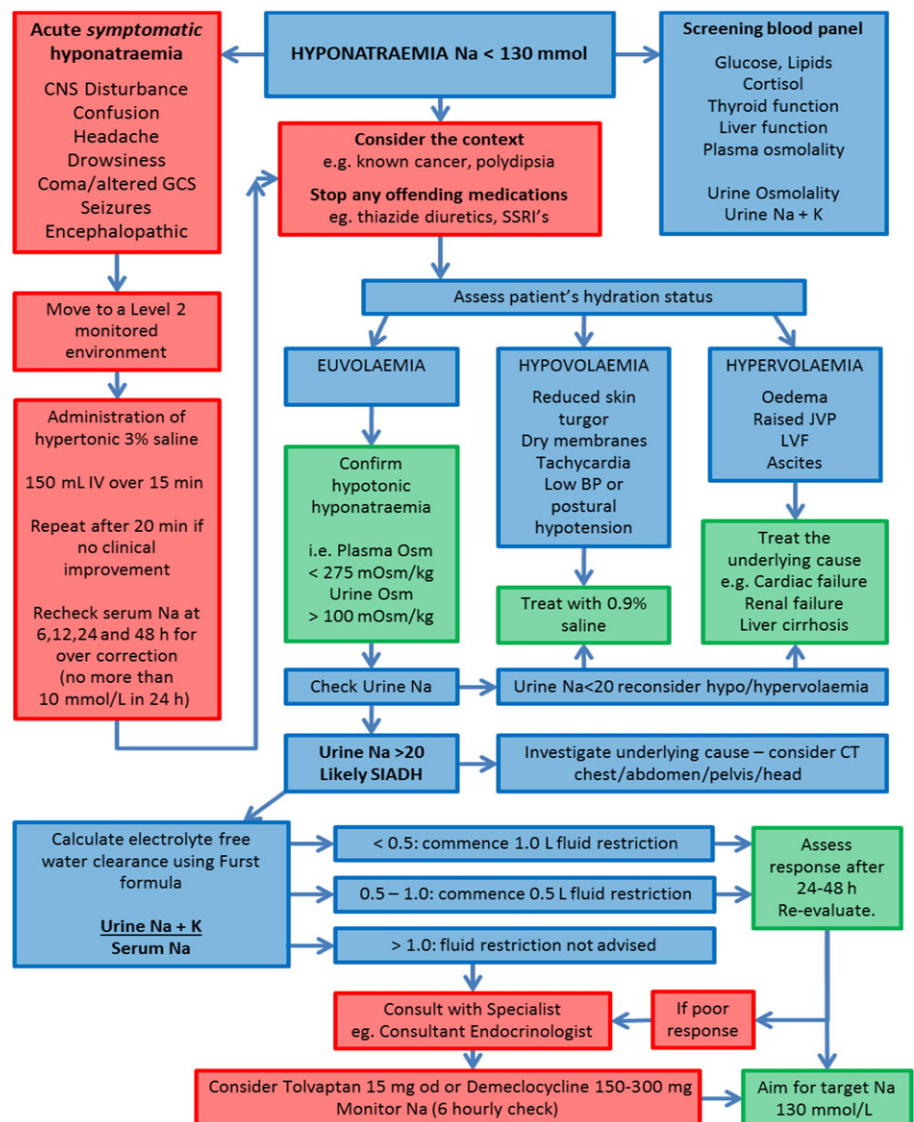 Acute symptomatic
hyponatraemia
CNS Disturbance
Confusion
Headache
Drowsiness
Coma/altered GCS
Seizures
Encephalopathic
HYPONATRAEMIA Na < 130 mmol
Screening blood panel
Glucose, Lipids
Cortisol
Thyroid function
Liver function
Plasma osmolality
Urine Osmolality
Urine Na + K
Consider the context
e.g. known cancer, polydipsia
Stop any offending medications
eg. thiazide diuretics, SSRI's
Move to a Level 2
monitored
environment
Assess patient's hydration status
Administration of
hypertonic 3% saline
150 mL IV over 15 min
Repeat after 20 min if
no clinical
improvement
Recheck serum Na at
6,12,24 and 48 h for
over correction
(no more than
10 mmol/L in 24 h)
EUVOLAEMIA
HYPOVOLAEMIA
Reduced skin
turgor
Dry membranes
Tachycardia
Low BP or
postural
hypotension
HYPERVOLAEMIA
Oedema
Raised JVP
LVF
Ascites
Confirm
hypotonic
hyponatraemia
i.e. Plasma Osm
< 275 mOsm/kg
Urine Osm
> 100 mOsm/kg
Treat with 0.9%
saline
Treat the
underlying cause
e.g. Cardiac failure
Renal failure
Liver cirrhosis
Check Urine Na
Urine Na<20 reconsider hypo/hypervolaemia
Urine Na >20
Likely SIADH
Investigate underlying cause – consider CT
chest/abdomen/pelvis/head
Calculate electrolyte free
water clearance using Furst
formula
Urine Na + K
Serum Na
< 0.5: commence 1.0 L fluid restriction
0.5 – 1.0: commence 0.5 L fluid restriction
> 1.0: fluid restriction not advised
Assess
response after
24-48 h
Re-evaluate.
Consult with Specialist
eg. Consultant Endocrinologist
If poor
response
Consider Tolvaptan 15 mg od or Demeclocycline 150-300 mg
Monitor Na (6 hourly check)
Aim for target Na
130 mmol/L